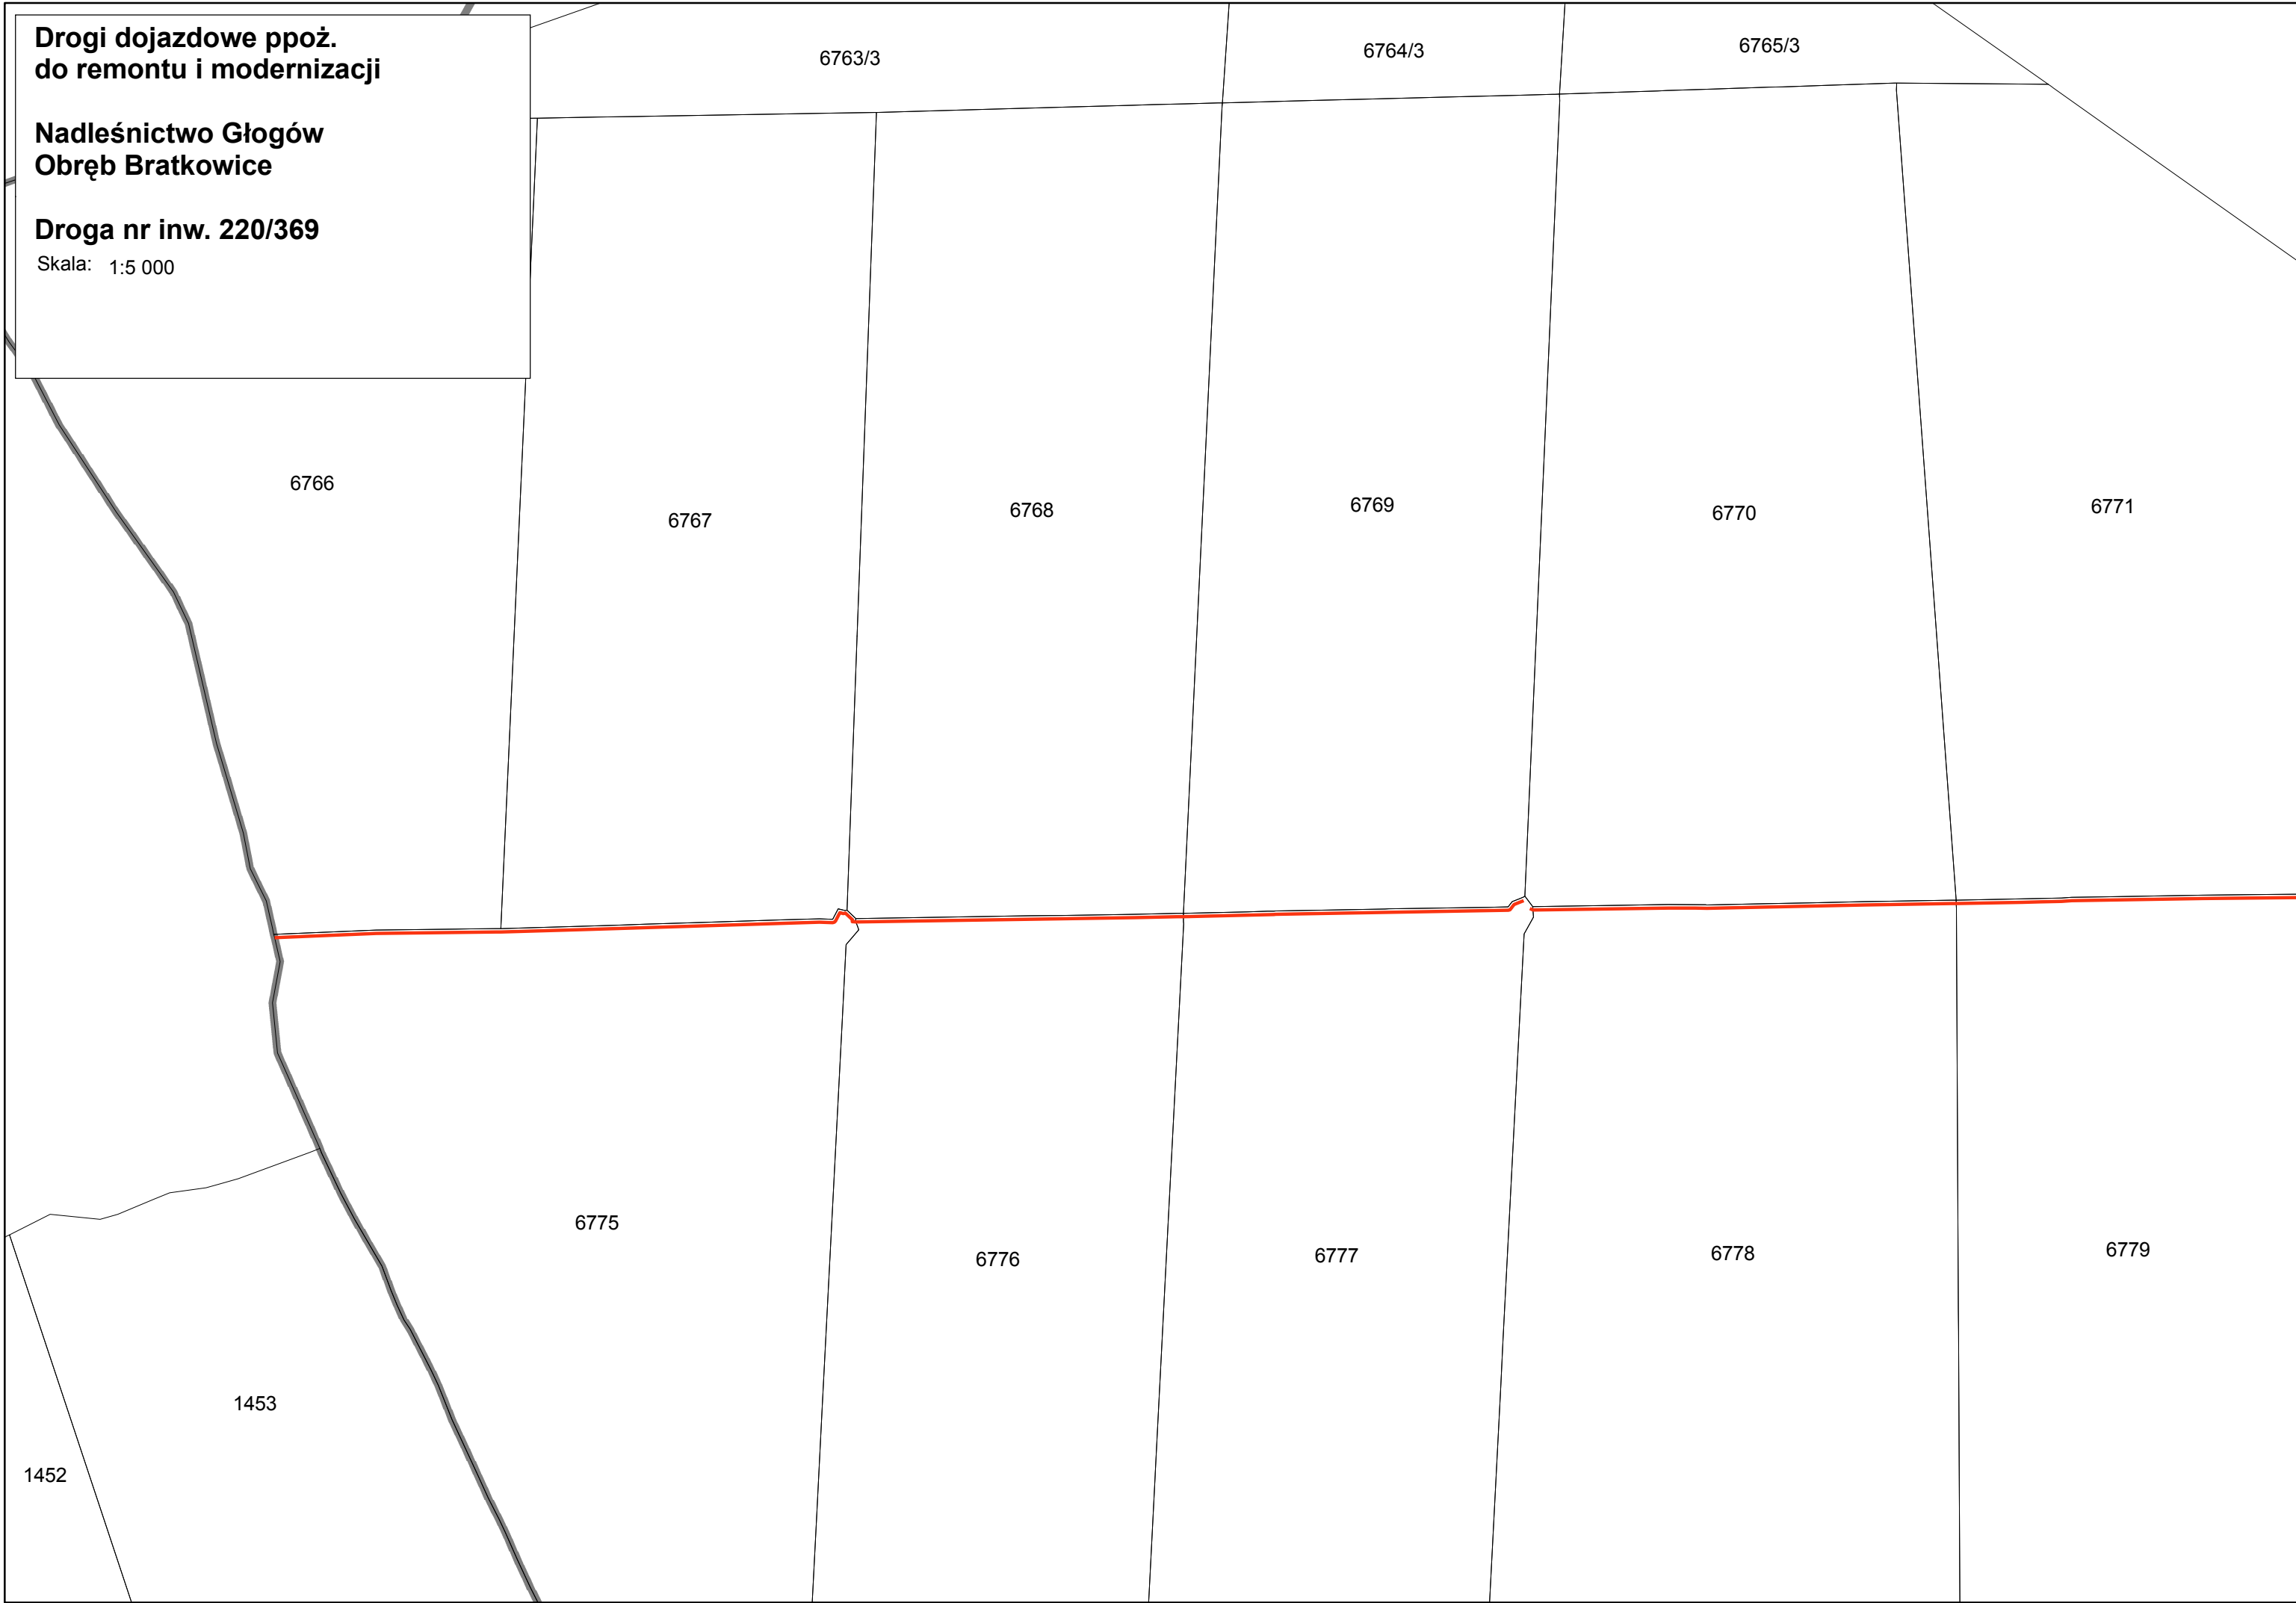 Drogi dojazdowe ppoż.
do remontu i modernizacji
Nadleśnictwo Głogów
Obręb Bratkowice
Droga nr inw. 220/369
Skala: 1:5 000
6763/3
6764/3
6765/3
6766
6767
6768
6769
6770
6771
6775
6776
6777
6778
6779
1453
1452